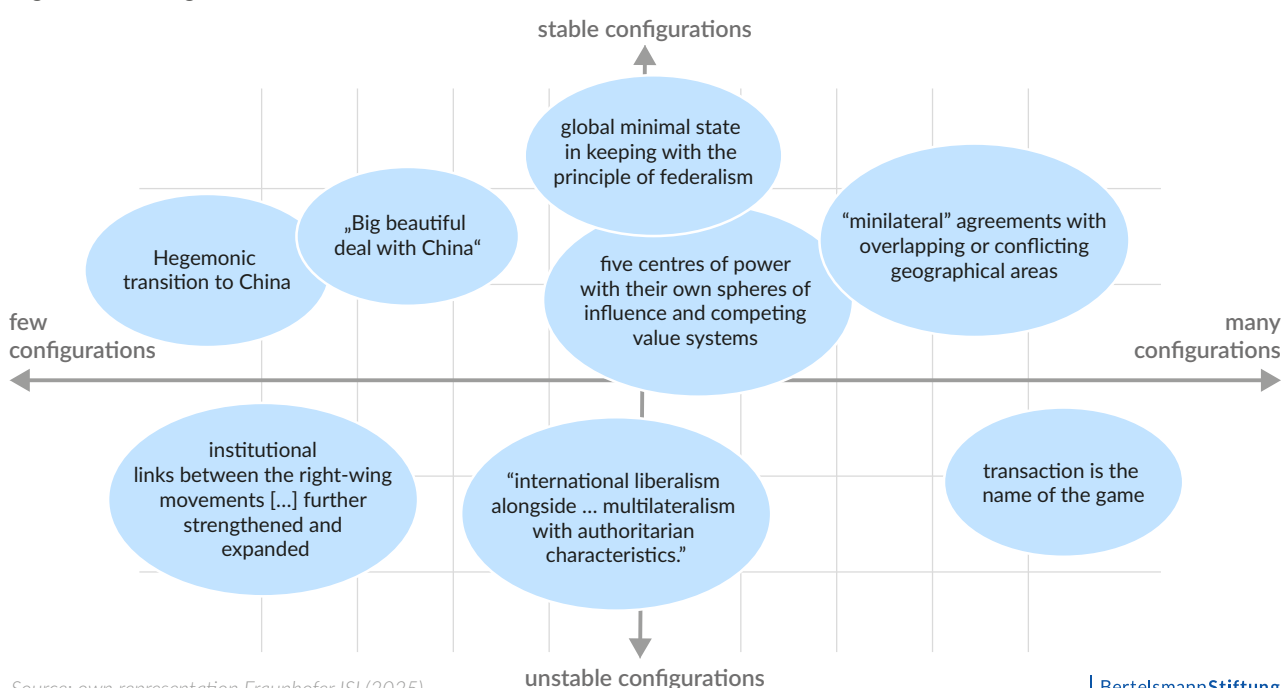 stable configurations
global minimal state
in keeping with the
principle of federalism
„Big beautiful
deal with China“
“minilateral” agreements with
overlapping or conflicting
geographical areas
Hegemonic
transition to China
five centres of power
with their own spheres of
influence and competing
value systems
few
configurations
many
configurations
institutional
links between the right-wing
movements [...] further
strengthened and
expanded
“international liberalism
alongside ... multilateralism
with authoritarian
characteristics.”
transaction is the
name of the game
unstable configurations
Source: own representation Fraunhofer ISI (2025)
BertelsmannStiftung